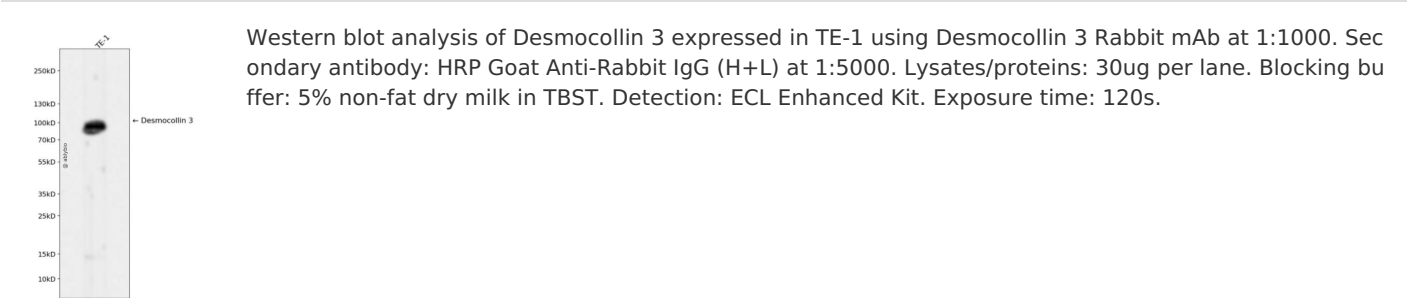 TE-1
Western blot analysis of Desmocollin 3 expressed in TE-1 using Desmocollin 3 Rabbit mAb at 1:1000. Sec
ondary antibody: HRP Goat Anti-Rabbit IgG (H+L) at 1:5000. Lysates/proteins: 30ug per lane. Blocking bu
ffer: 5% non-fat dry milk in TBST. Detection: ECL Enhanced Kit. Exposure time: 120s.
250kD
130kD
100kD
← Desmocollin 3
70kD
55kD
@ ablybio
35kD
25kD
15kD
10kD